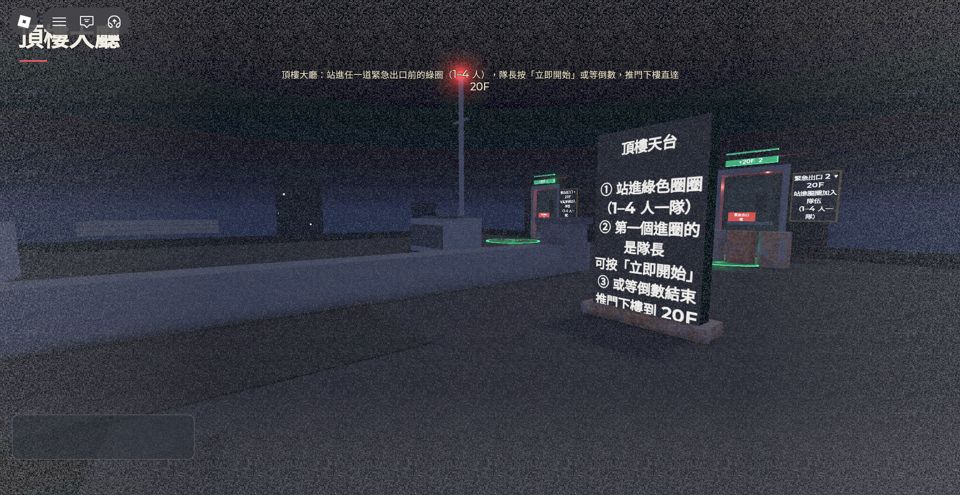 頂樓大廳
頂樓大廳：站進任一道緊急出口前的綠圈（1–4 人），隊長按「立即開始」或等倒數，推門下樓直達
20F
頂樓天台
① 站進綠色圈圈
（1–4 人一隊）
② 第一個進圈的
是隊長
可按「立即開始」
③ 或等倒數結束
推門下樓到 20F
緊急出口 2
20F
站進圈圈加入
隊伍
（1–4 人一
隊）